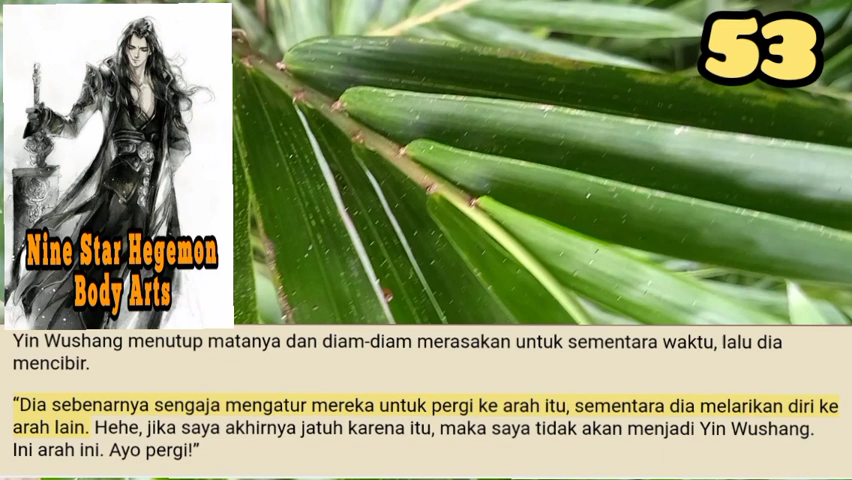 53
Nine Star Hegemon
Body Arts
Yin Wushang menutup matanya dan diam-diam merasakan untuk sementara waktu, lalu dia
mencibir.
“Dia sebenarnya sengaja mengatur mereka untuk pergi ke arah itu, sementara dia melarikan diri ke
arah lain. Hehe, jika saya akhirnya jatuh karena itu, maka saya tidak akan menjadi Yin Wushang.
Ini arah ini. Ayo pergi!”